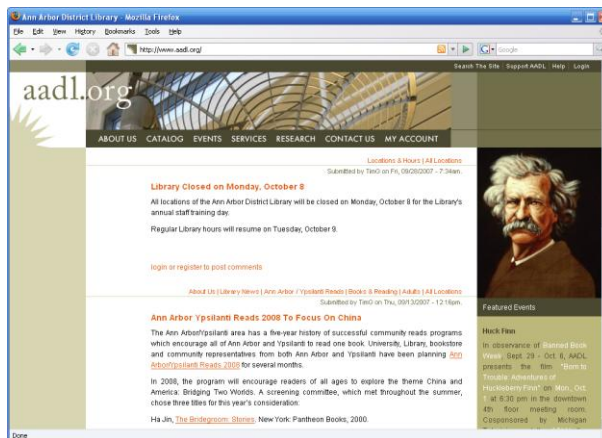 Ann Arbor District Library - Mozilla Firefox
File Edit View History Bookmarks Tools Help
http://www.aadl.org/
Google
Search The Site | Support AADL | Help | Login
aadl.org
ABOUT US CATALOG EVENTS SERVICES RESEARCH CONTACT US MY ACCOUNT
Locations & Hours | All Locations
Submitted by TimG on Fri, 09/28/2007 - 7:34am.
Library Closed on Monday, October 8
All locations of the Ann Arbor District Library will be closed on Monday, October 8 for the Library's
annual staff training day.
Regular Library hours will resume on Tuesday, October 9.
login or register to post comments
About Us | Library News | Ann Arbor / Ypsilanti Reads | Books & Reading | Adults | All Locations
Submitted by TimG on Thu, 09/13/2007 - 12:16pm.
Ann Arbor Ypsilanti Reads 2008 To Focus On China
The Ann Arbor/Ypsilanti area has a five-year history of successful community reads programs
which encourage all of Ann Arbor and Ypsilanti to read one book. University, Library, bookstore
and community representatives from both Ann Arbor and Ypsilanti have been planning Ann
Arbor/Ypsilanti Reads 2008 for several months.
In 2008, the program will encourage readers of all ages to explore the theme China and
America: Bridging Two Worlds. A screening committee, which met throughout the summer,
chose three titles for this year's consideration:
Ha Jin, The Bridegroom: Stories. New York: Pantheon Books, 2000.
Featured Events
Huck Finn
In observance of Banned Book
Week Sept. 29 - Oct. 6, AADL
presents the film "Born to
Trouble: Adventures of
Huckleberry Finn" on Mon., Oct.
1 at 6:30 pm in the downtown
4th floor meeting room.
Cosponsored by Michigan
Done